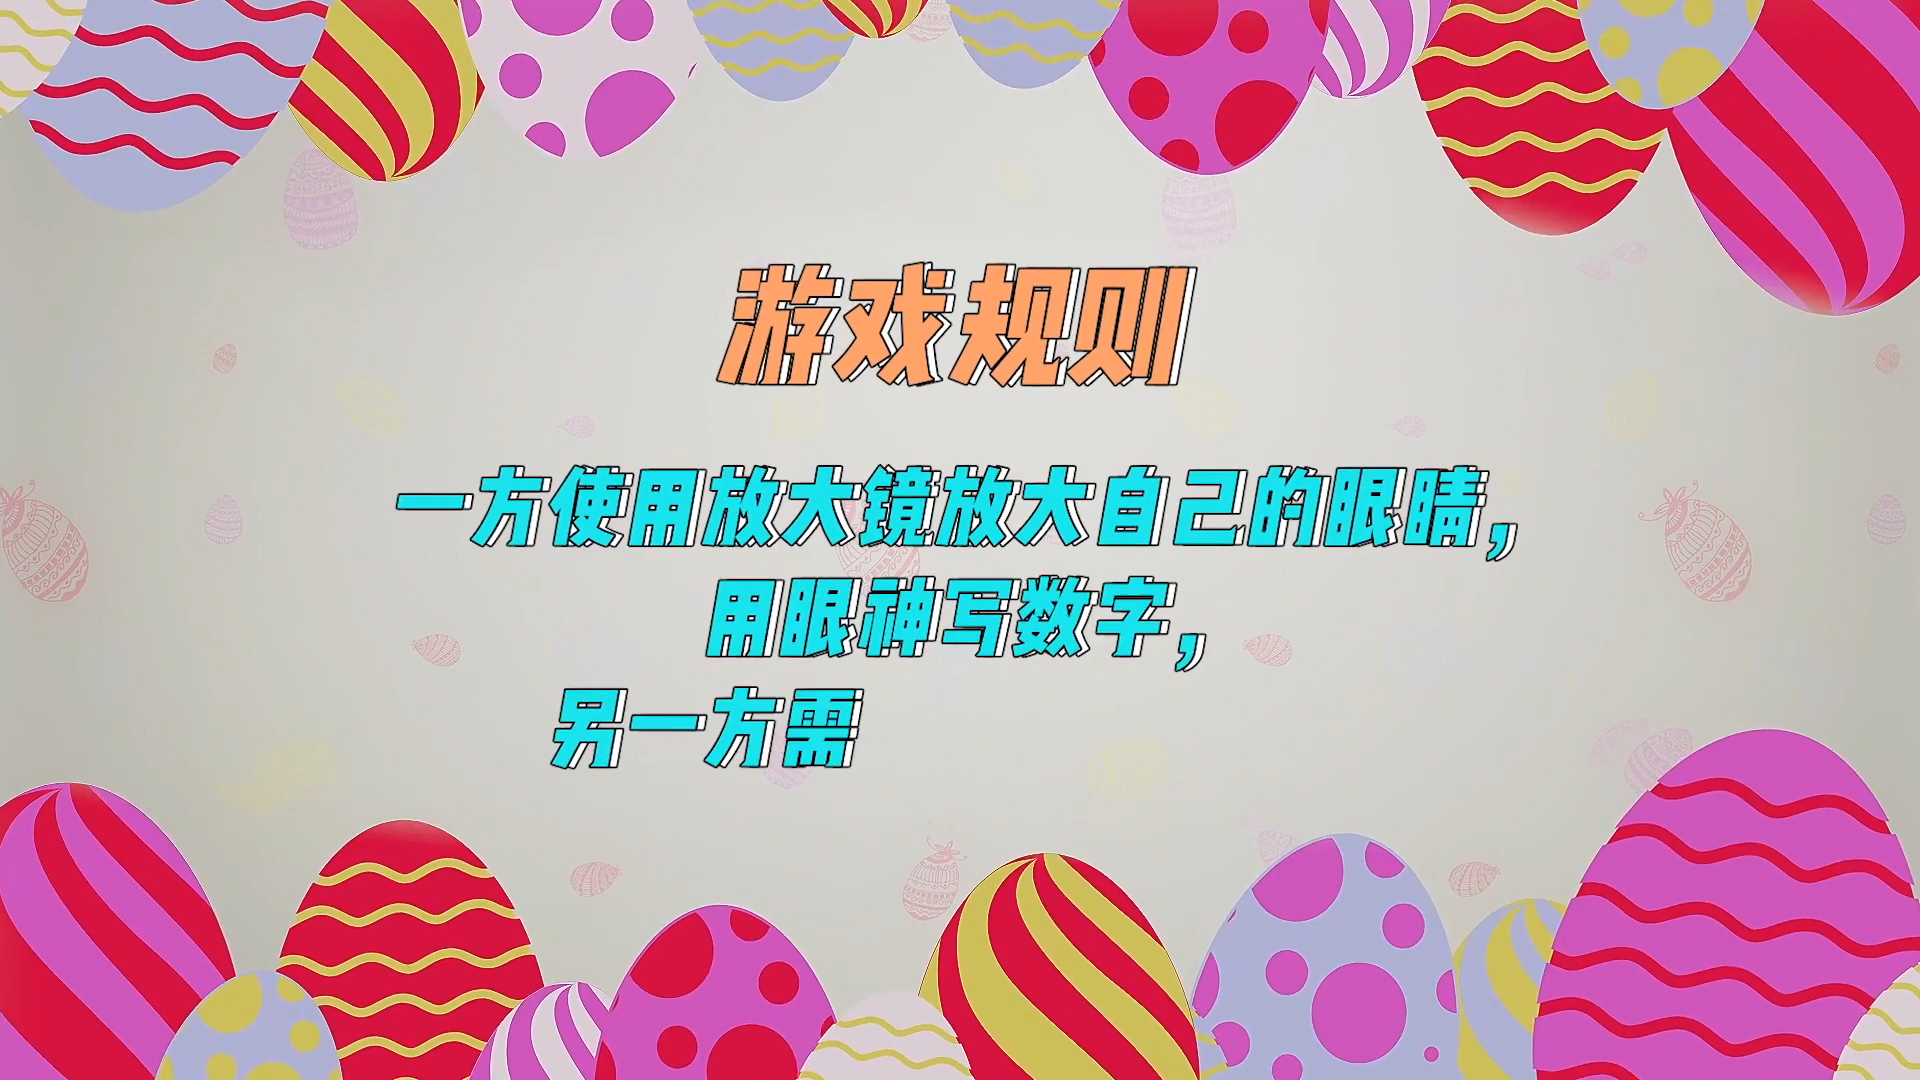 游戏规则
一方使用放大镜放大自己的眼睛，
用眼神写数字，
另一方需